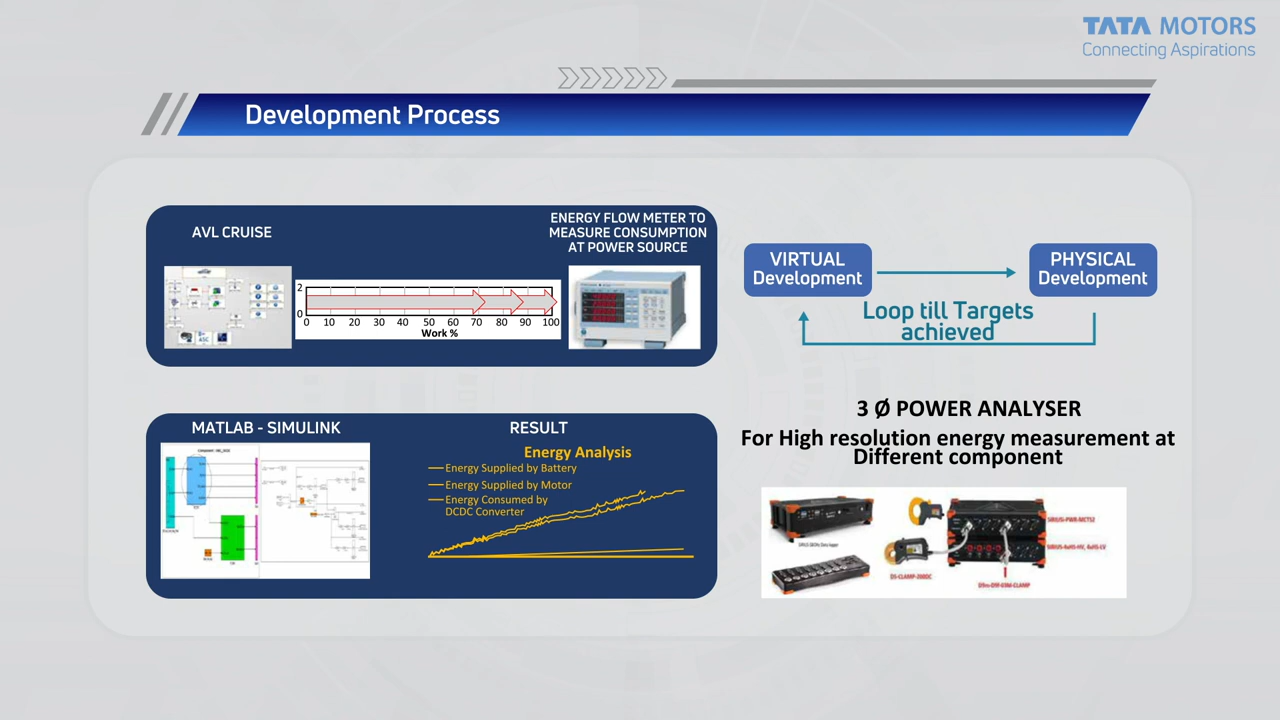 TATA MOTORS
Connecting Aspirations
Development Process
AVL CRUISE
ENERGY FLOW METER TO
MEASURE CONSUMPTION
AT POWER SOURCE
2
0
0 10 20 30 40 50 60 70 80 90 100
Work %
VIRTUAL
Development
PHYSICAL
Development
Loop till Targets
achieved
MATLAB - SIMULINK
RESULT
Energy Analysis
Energy Supplied by Battery
Energy Supplied by Motor
Energy Consumed by
DCDC Converter
3 Ø POWER ANALYSER
For High resolution energy measurement at
Different component